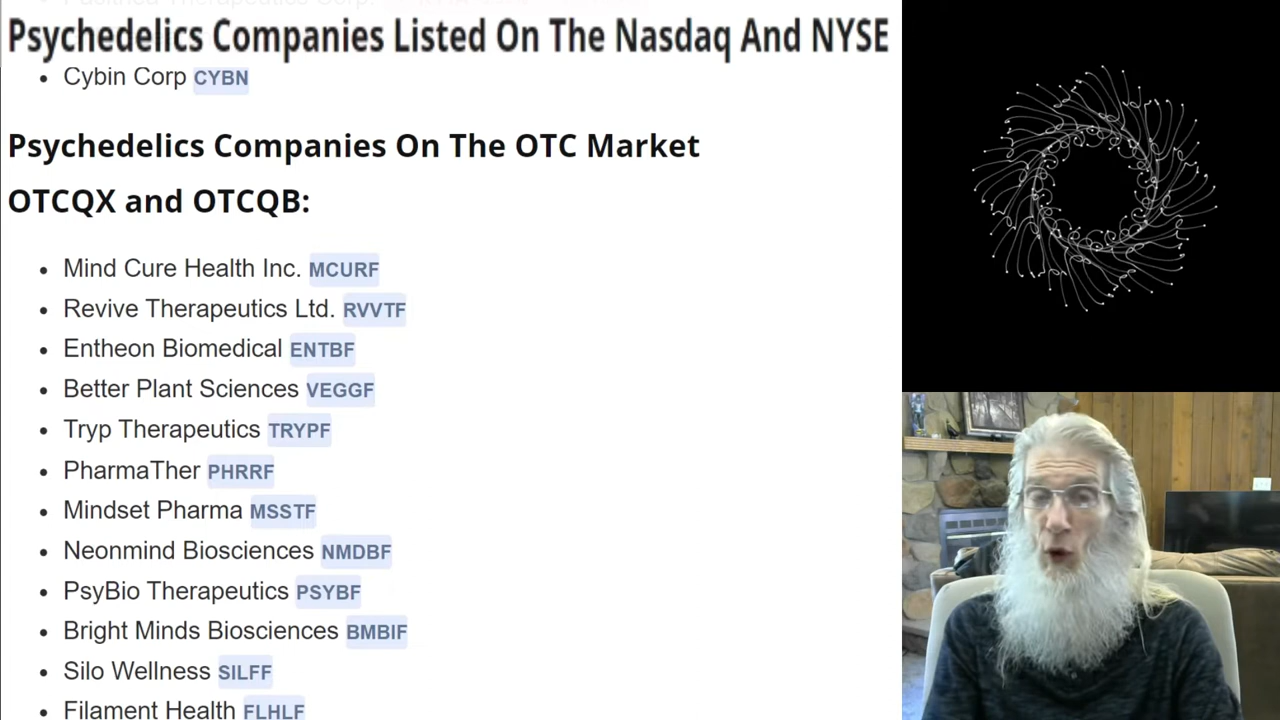 Psychedelics Companies Listed On The Nasdaq And NYSE
Cybin Corp CYBN
Psychedelics Companies On The OTC Market
OTCQX and OTCQB:
Mind Cure Health Inc. MCURF
Revive Therapeutics Ltd. RVVTF
Entheon Biomedical ENTBF
Better Plant Sciences VEGGF
Tryp Therapeutics TRYPF
PharmaTher PHRRF
Mindset Pharma MSSTF
Neonmind Biosciences NMDBF
PsyBio Therapeutics PSYBF
Bright Minds Biosciences BMBIF
Silo Wellness SILFF
Filament Health FLHLF